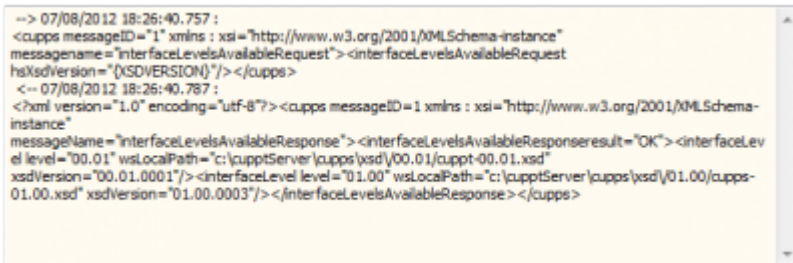 --> 07/08/2012 18:26:40.757 :
<cupps messageID="1" xmlns : xsi="http://www.w3.org/2001/XMLSchema-instance"
messagename="interfaceLevelsAvailableRequest"><interfaceLevelsAvailableRequest
hsXsdVersion="{XSDVERSION}"/></cupps>
<-- 07/08/2012 18:26:40.787 :
<?xml version="1.0" encoding="utf-8"?><cupps messageID=1 xmlns : xsi="http://www.w3.org/2001/XMLSchema-
instance"
messageName="interfaceLevelsAvailableResponse"><interfaceLevelsAvailableResponseresult="OK"><interfaceLev
el level="00.01" wsLocalPath="c:\cupptServer\cupps\xsd\/00.01/cuppt-00.01.xsd"
xsdVersion="00.01.0001"/><interfaceLevel level="01.00" wsLocalPath="c:\cupptServer\cupps\xsd\/01.00/cupps-
01.00.xsd" xsdVersion="01.00.0003"/></interfaceLevelsAvailableResponse></cupps>